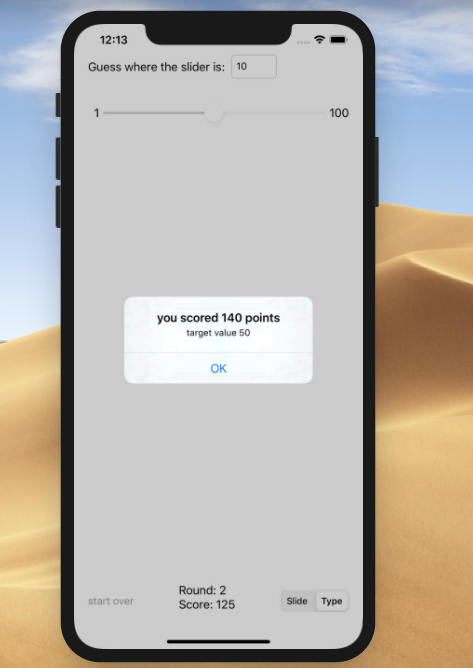 12:13
Guess where the slider is: 10
1 100
you scored 140 points
target value 50
OK
start over
Round: 2
Score: 125
Slide Type